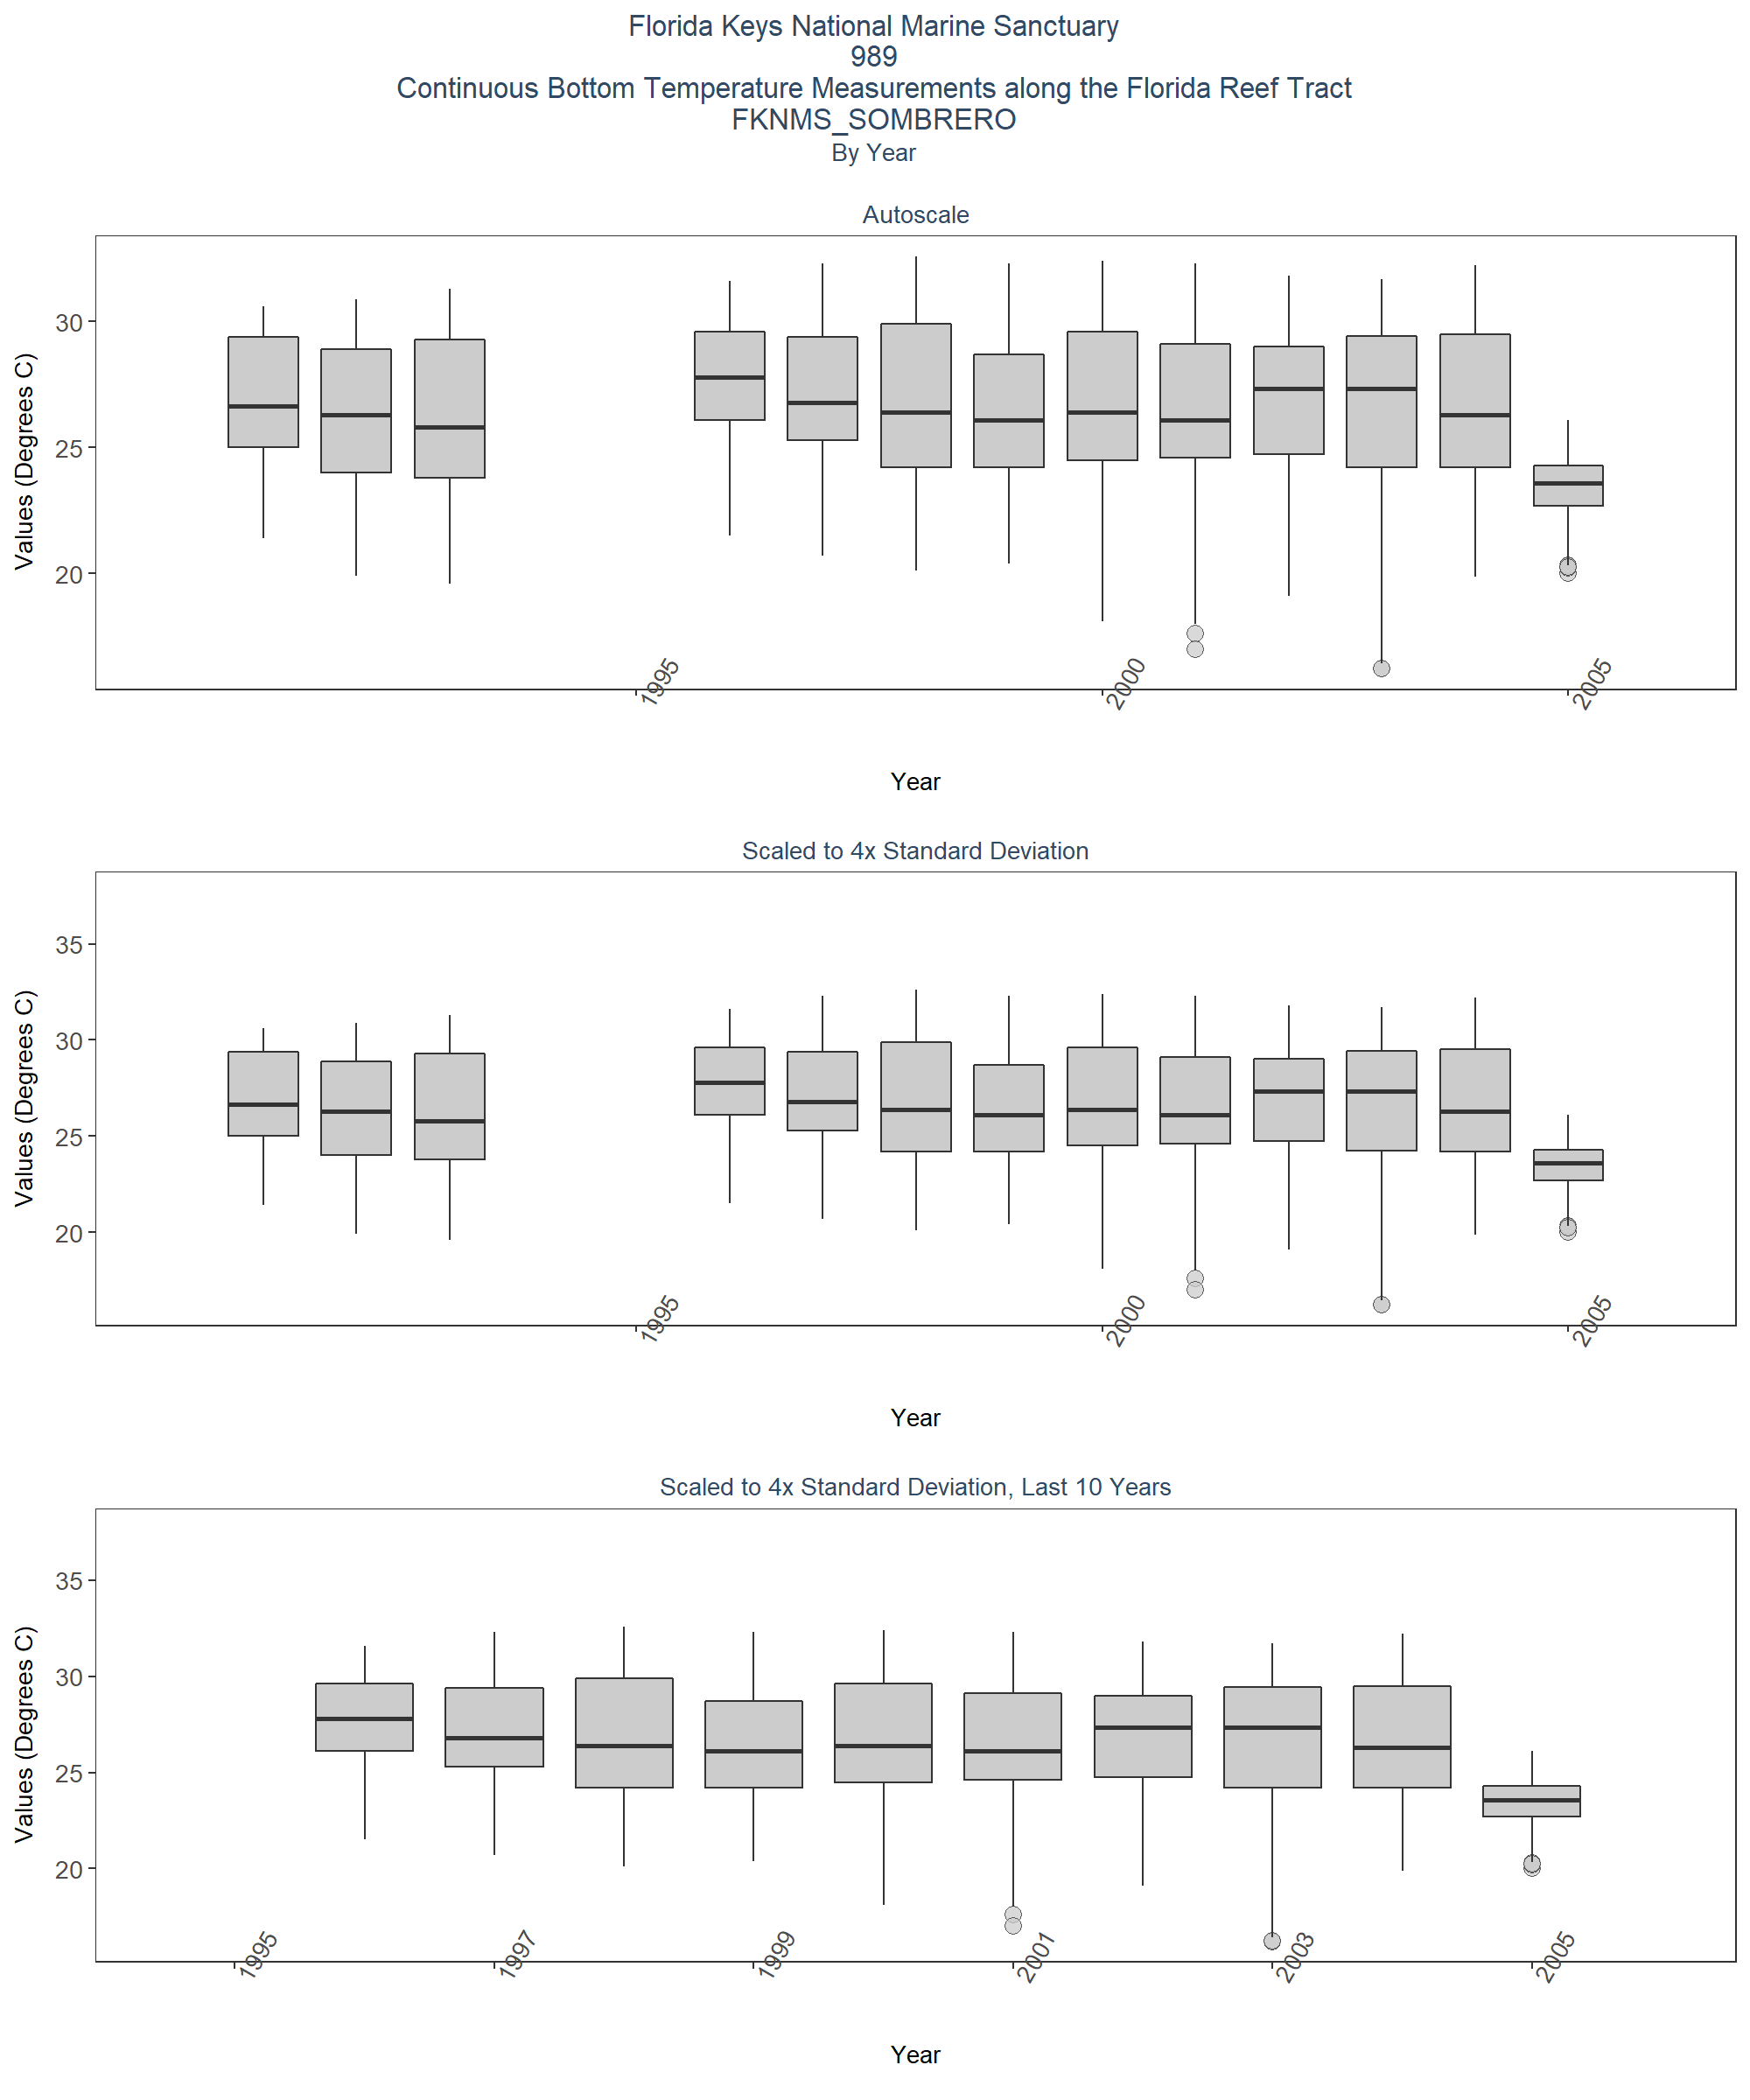 Florida Keys National Marine Sanctuary
989
Continuous Bottom Temperature Measurements along the Florida Reef Tract
FKNMS_SOMBRERO
By Year
Autoscale
Values (Degrees C)
30
25
20
1995
2000
2005
Year
Scaled to 4x Standard Deviation
Values (Degrees C)
35
30
25
20
1995
2000
2005
Year
Scaled to 4x Standard Deviation, Last 10 Years
Values (Degrees C)
35
30
25
20
1995
1997
1999
2001
2003
2005
Year